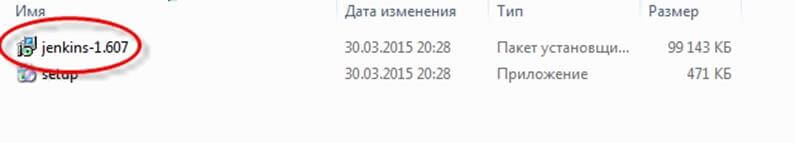 Имя Дата изменения Тип Размер
jenkins-1.607 30.03.2015 20:28 Пакет установщи... 99 143 КБ
setup 30.03.2015 20:28 Приложение 471 КБ